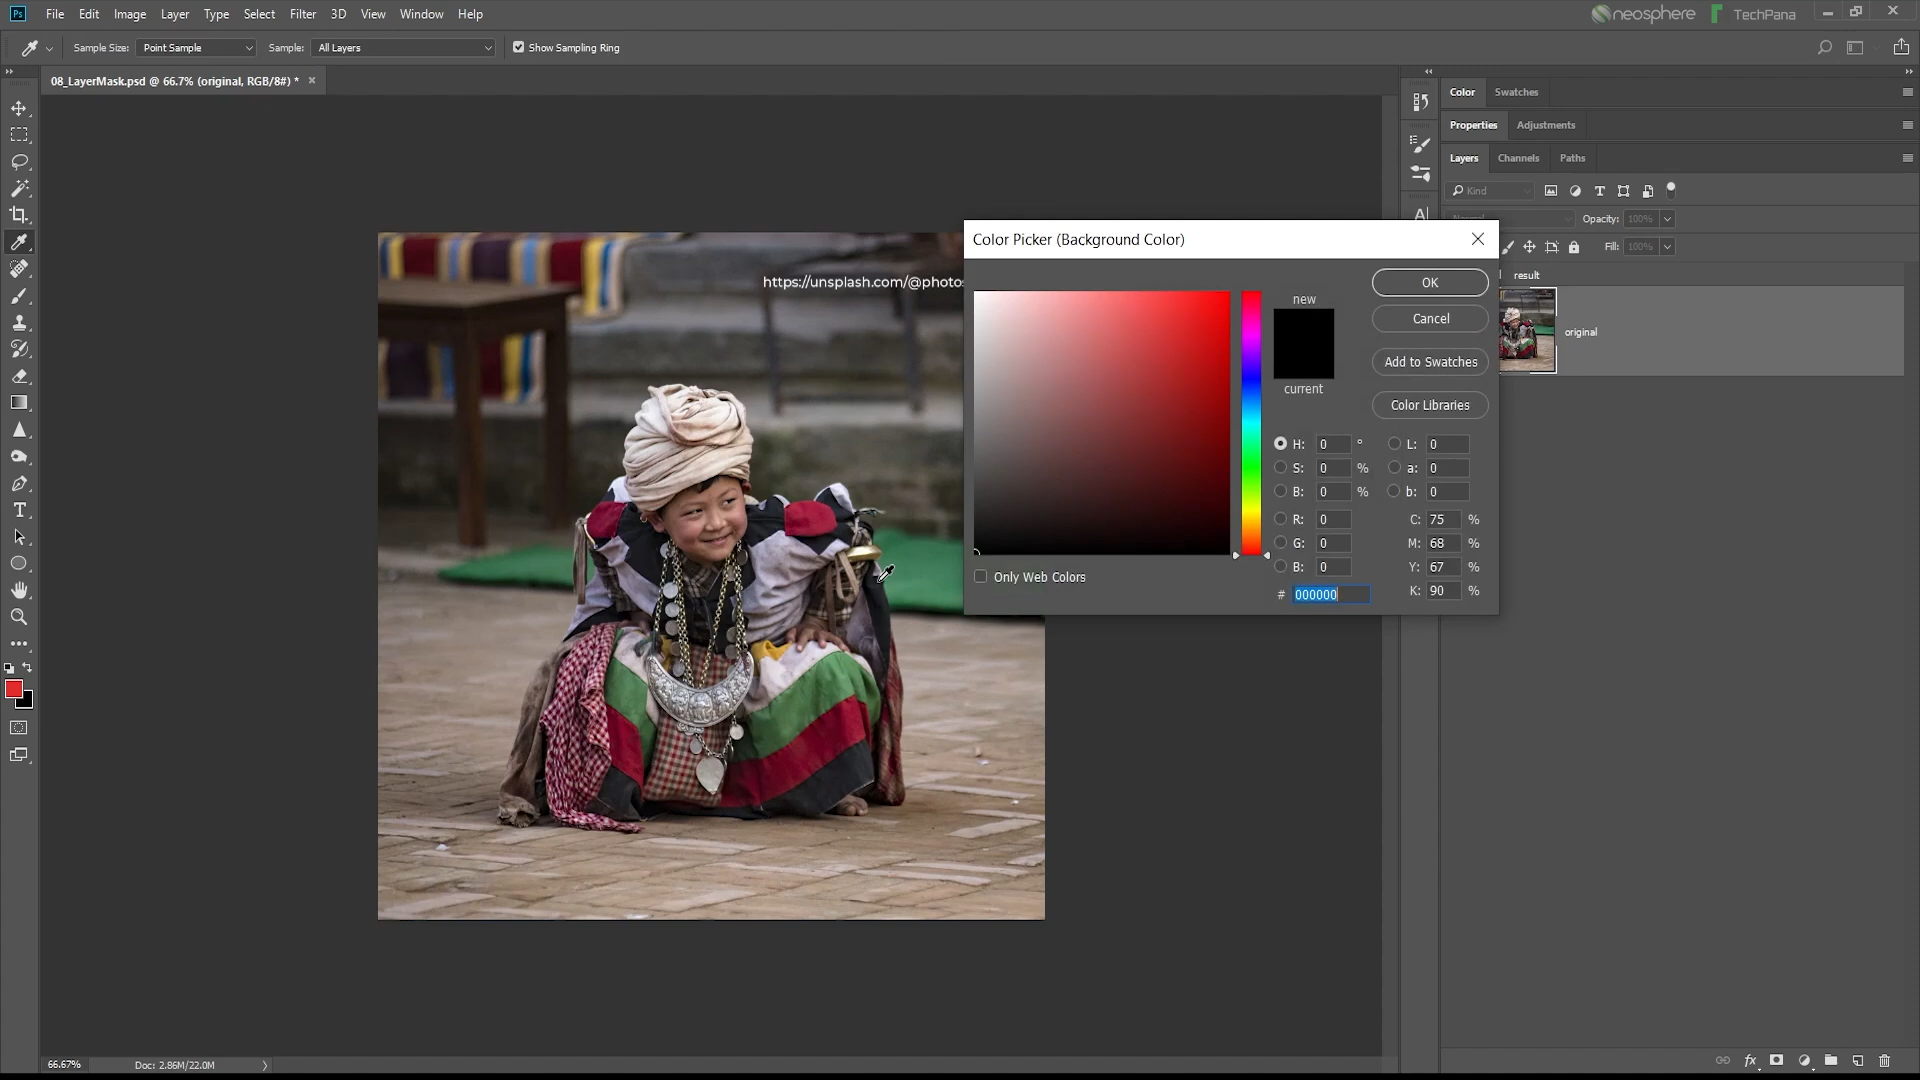 Ps File Edit Image Layer Type Select Filter 3D View Window Help neosphere TechPana
Sample Size: Point Sample Sample: All Layers Show Sampling Ring
08_LayerMask.psd @ 66.7% (original, RGB/8#) *
Color Swatches
Properties Adjustments
Layers Channels Paths
Kind
Normal Opacity: 100%
Fill: 100%
result
original
https://unsplash.com/@photos
Color Picker (Background Color)
new
current
OK
Cancel
Add to Swatches
Color Libraries
H: 0 ° L: 0
S: 0 % a: 0
B: 0 % b: 0
R: 0 C: 75 %
G: 0 M: 68 %
B: 0 Y: 67 %
# 000000 K: 90 %
Only Web Colors
66.67% Doc: 2.86M/22.0M